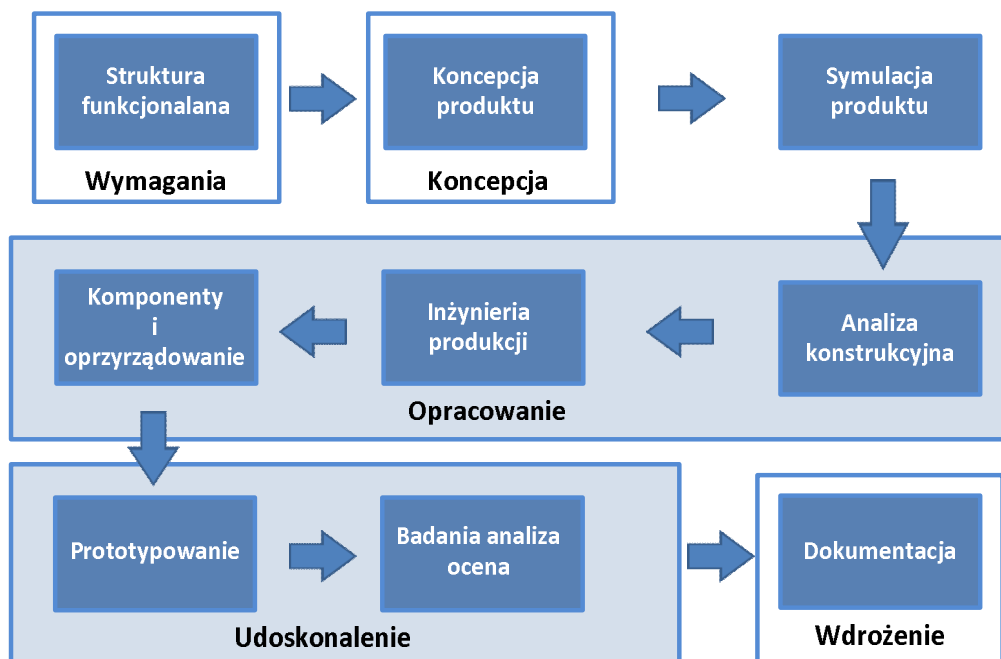 Struktura
funkcjonalana
Wymagania
Koncepcja
produktu
Koncepcja
Symulacja
produktu
Analiza
konstrukcyjna
Inżynieria
produkcji
Komponenty
i
oprzyrządowanie
Opracowanie
Prototypowanie
Badania analiza
ocena
Udoskonalenie
Dokumentacja
Wdrożenie